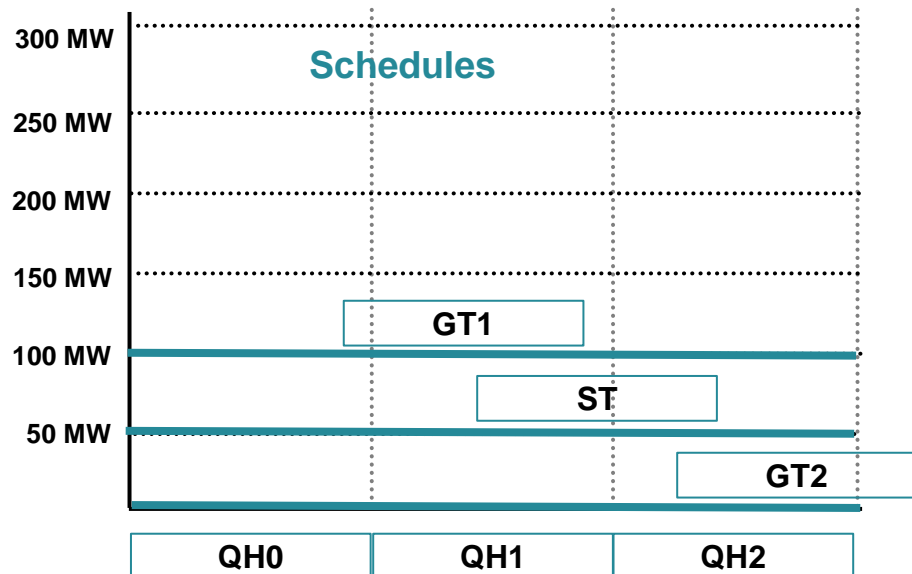 300 MW
Schedules
250 MW
200 MW
150 MW
GT1
100 MW
ST
50 MW
GT2
QH0 QH1 QH2